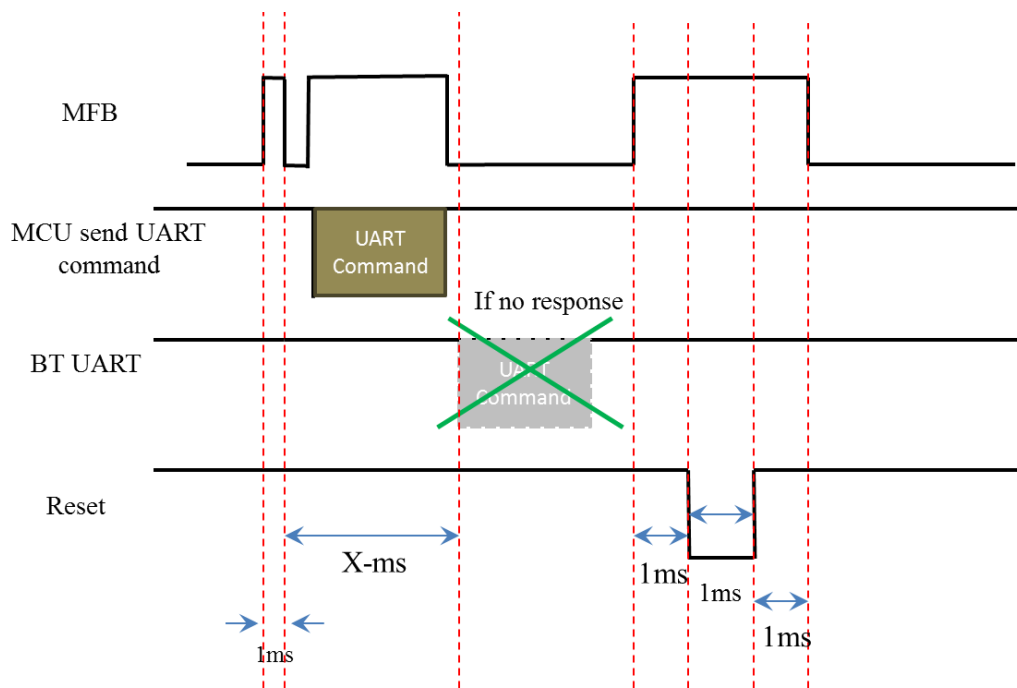 MFB
MCU send UART
command
UART
Command
If no response
BT UART
UART
Command
Reset
X-ms
1ms
1ms
1ms
1ms